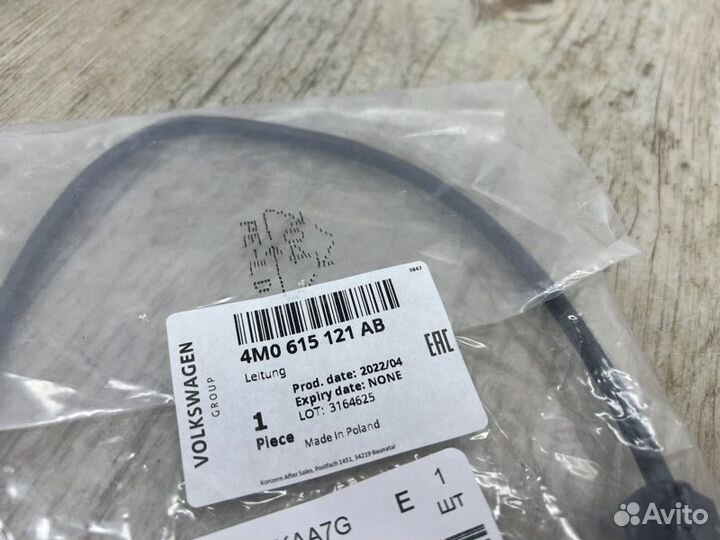 3847
4M0 615 121 AB
Leitung
Prod. date: 2022/04
Expiry date: NONE
LOT: 3164625
1
Piece
Made In Poland
Konzern After Sales, Postfach 1451, 34219 Baunatal
VOLKSWAGEN
GROUP
EAC
E 1
шт
Avito